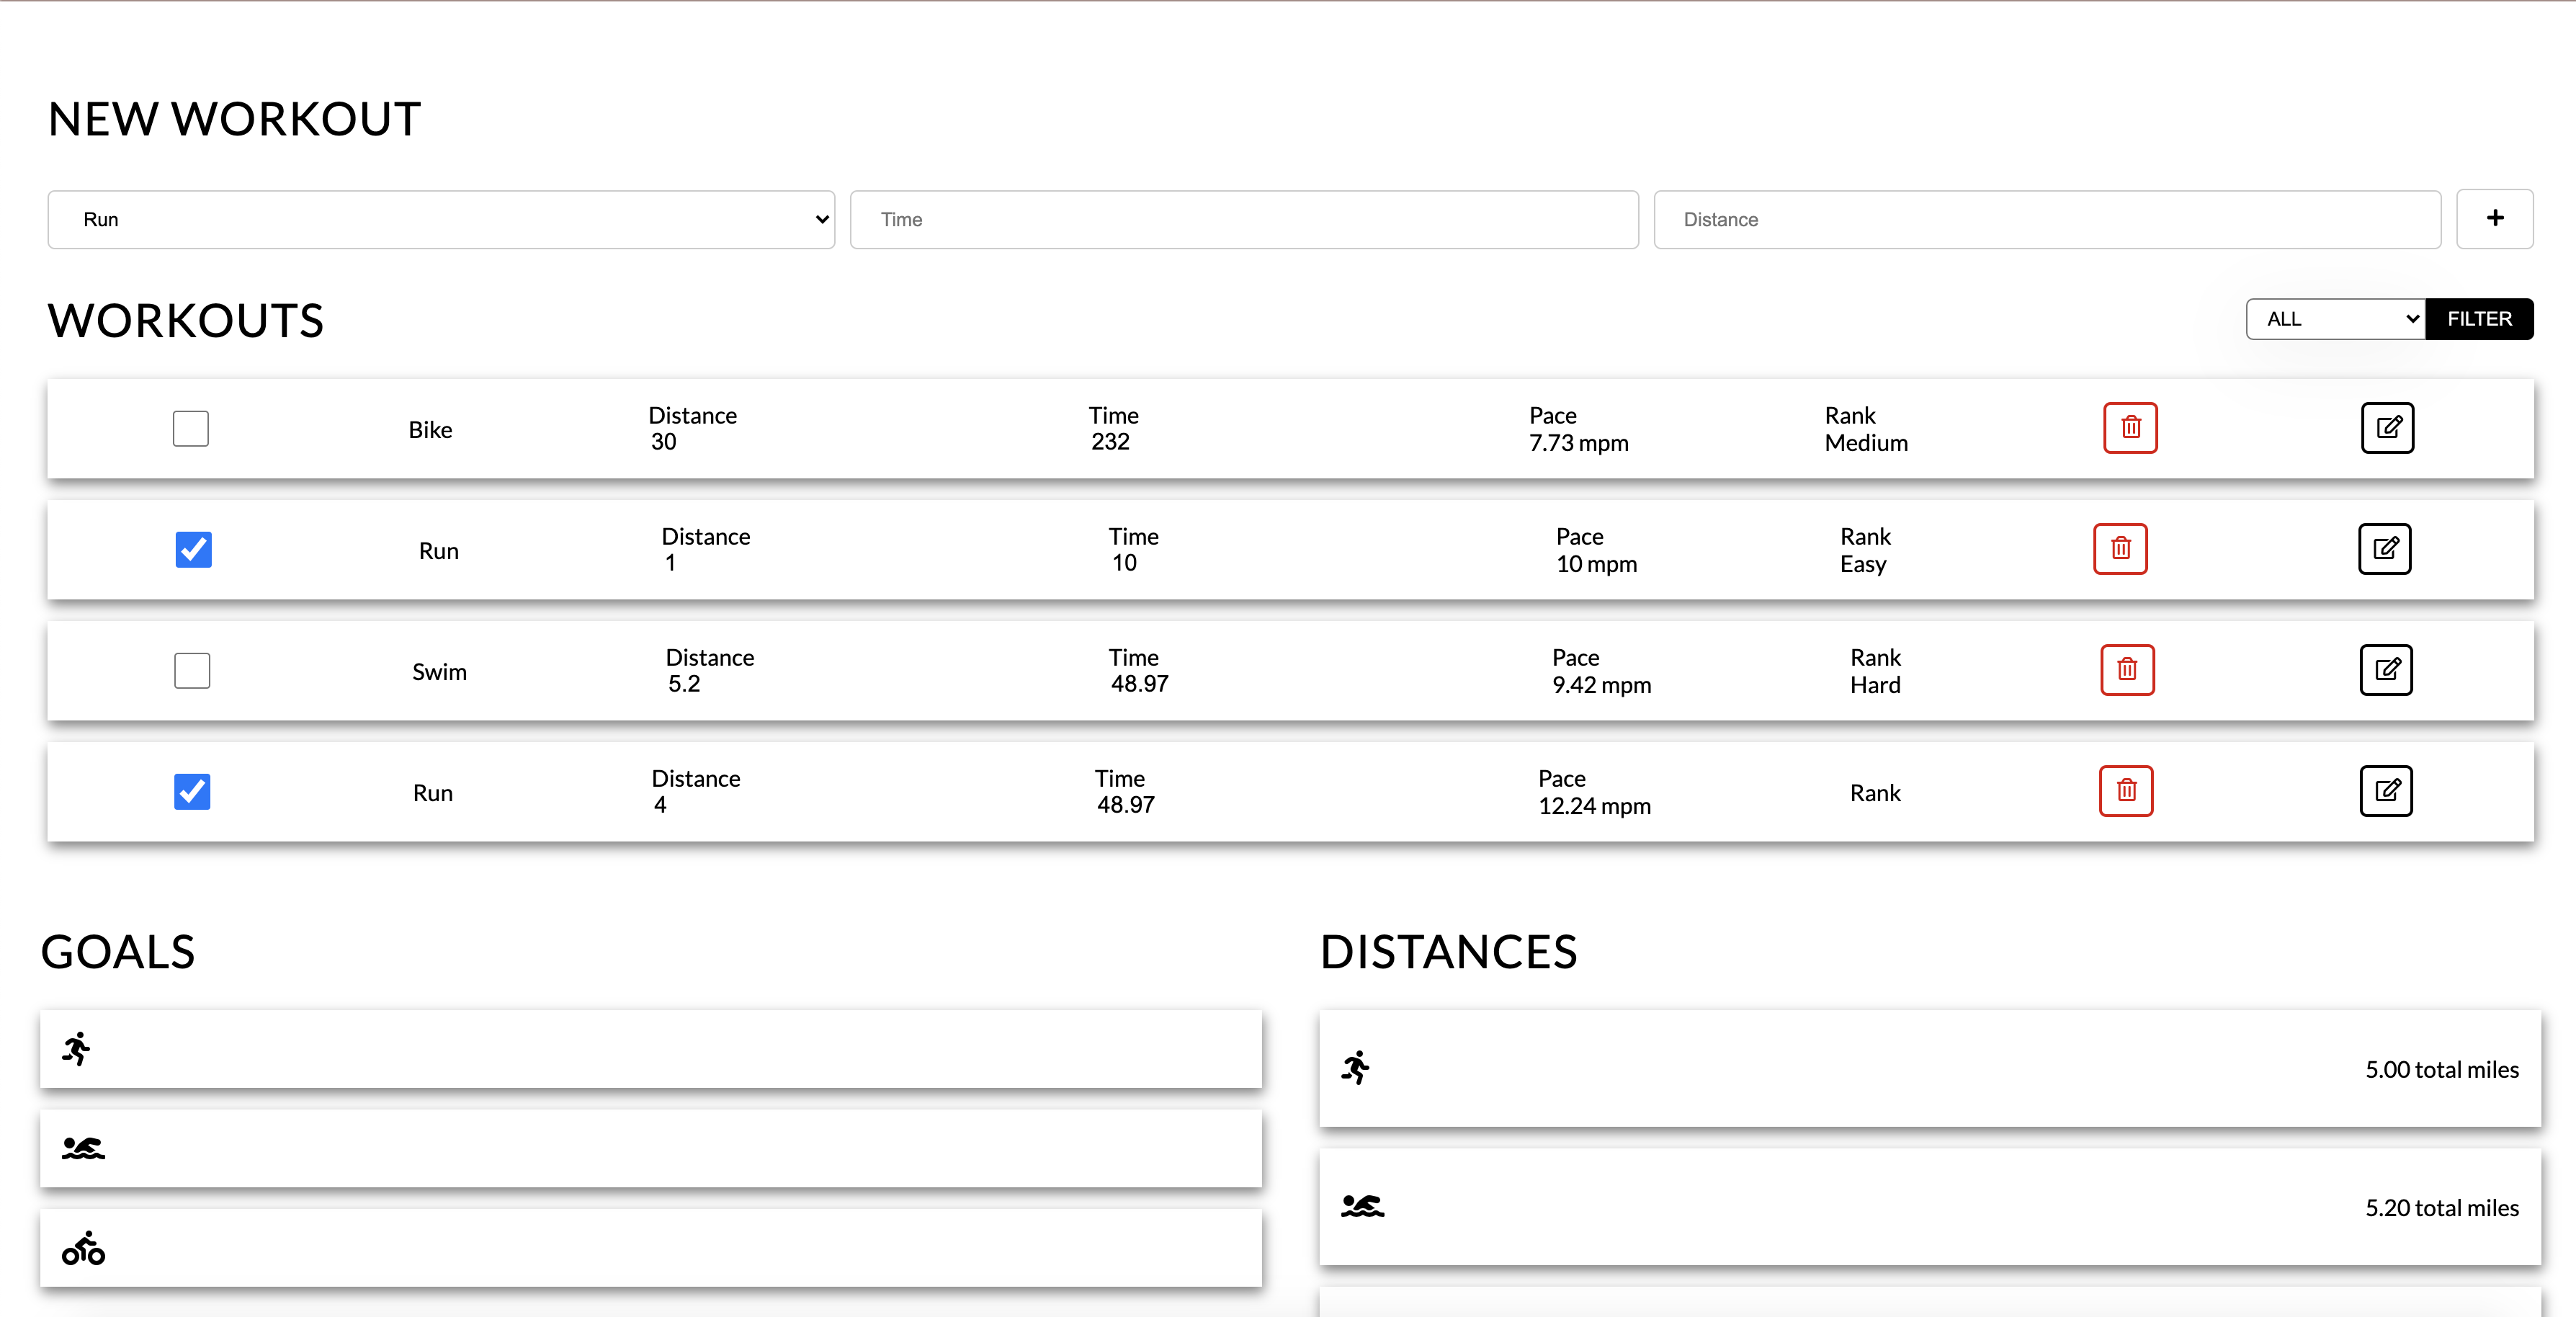 NEW WORKOUT
Run Time Distance +
WORKOUTS ALL FILTER
Bike Distance 30 Time 232 Pace 7.73 mpm Rank Medium
Run Distance 1 Time 10 Pace 10 mpm Rank Easy
Swim Distance 5.2 Time 48.97 Pace 9.42 mpm Rank Hard
Run Distance 4 Time 48.97 Pace 12.24 mpm Rank
GOALS
DISTANCES
5.00 total miles
5.20 total miles